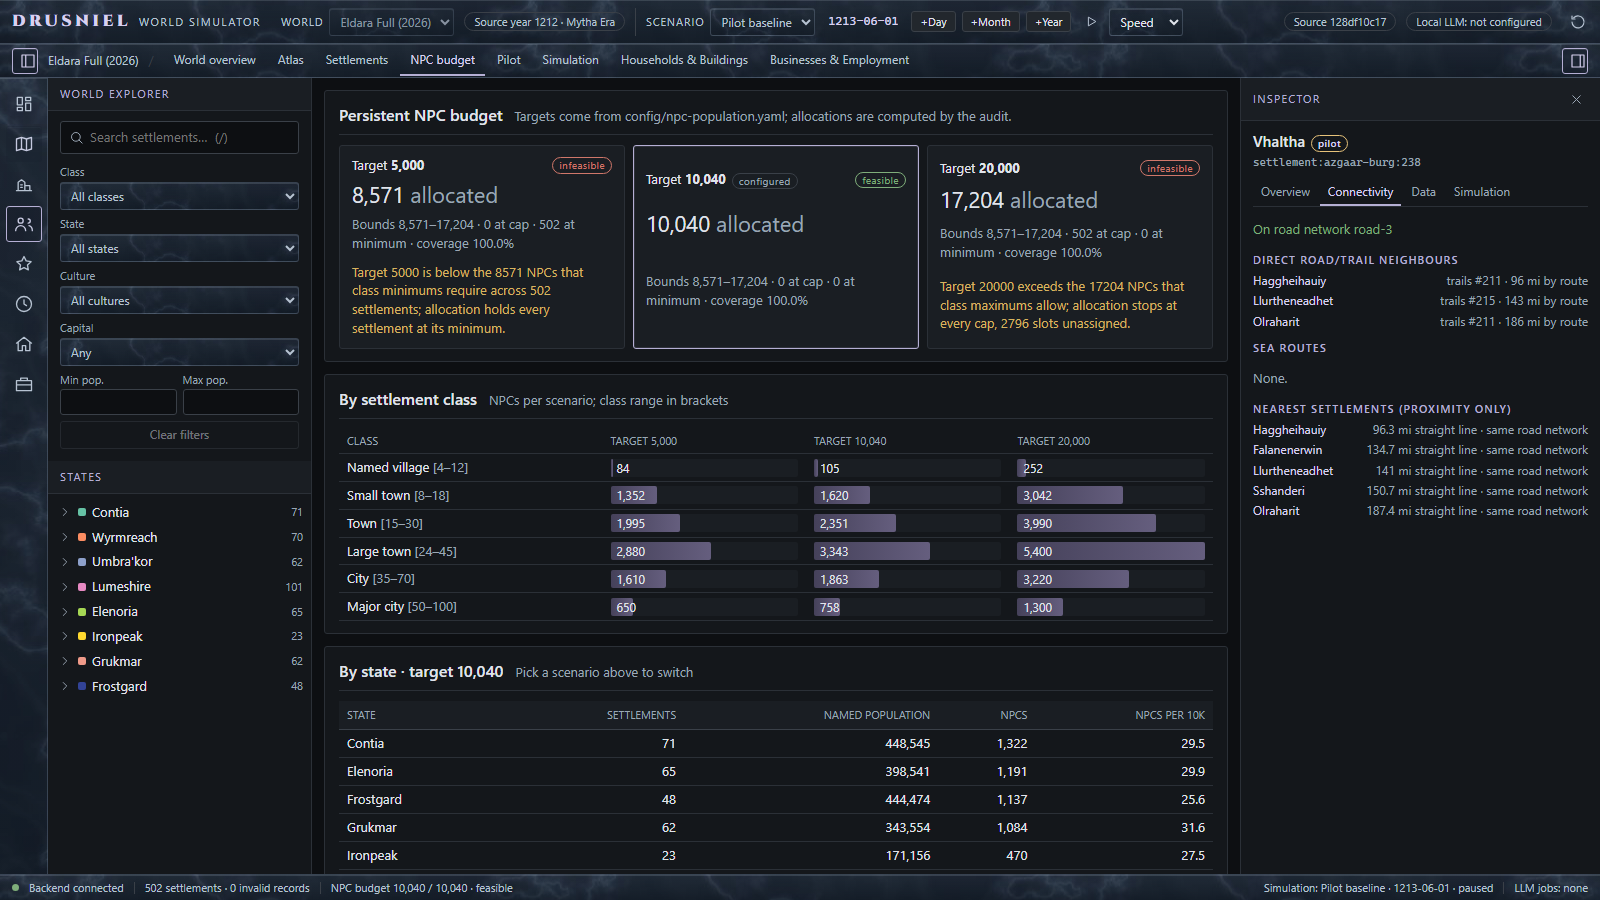 DRUSNIEL WORLD SIMULATOR WORLD Eldara Full (2026) Source year 1212 · Mytha Era SCENARIO Pilot baseline 1213-06-01 +Day +Month +Year Speed Source 128df10c17 Local LLM: not configured
Eldara Full (2026) / World overview Atlas Settlements NPC budget Pilot Simulation Households & Buildings Businesses & Employment
WORLD EXPLORER
Search settlements... (/)
Class
All classes
State
All states
Culture
All cultures
Capital
Any
Min pop. Max pop.
Clear filters
STATES
Contia 71
Wyrmreach 70
Umbra'kor 62
Lumeshire 101
Elenoria 65
Ironpeak 23
Grukmar 62
Frostgard 48
Persistent NPC budget Targets come from config/npc-population.yaml; allocations are computed by the audit.
Target 5,000 infeasible
8,571 allocated
Bounds 8,571–17,204 · 0 at cap · 502 at
minimum · coverage 100.0%
Target 5000 is below the 8571 NPCs that
class minimums require across 502
settlements; allocation holds every
settlement at its minimum.
Target 10,040 configured feasible
10,040 allocated
Bounds 8,571–17,204 · 0 at cap · 0 at
minimum · coverage 100.0%
Target 20,000 infeasible
17,204 allocated
Bounds 8,571–17,204 · 502 at cap · 0 at
minimum · coverage 100.0%
Target 20000 exceeds the 17204 NPCs that
class maximums allow; allocation stops at
every cap, 2796 slots unassigned.
By settlement class NPCs per scenario; class range in brackets
CLASS TARGET 5,000 TARGET 10,040 TARGET 20,000
Named village [4–12] 84 105 252
Small town [8–18] 1,352 1,620 3,042
Town [15–30] 1,995 2,351 3,990
Large town [24–45] 2,880 3,343 5,400
City [35–70] 1,610 1,863 3,220
Major city [50–100] 650 758 1,300
By state · target 10,040 Pick a scenario above to switch
STATE SETTLEMENTS NAMED POPULATION NPCS NPCS PER 10K
Contia 71 448,545 1,322 29.5
Elenoria 65 398,541 1,191 29.9
Frostgard 48 444,474 1,137 25.6
Grukmar 62 343,554 1,084 31.6
Ironpeak 23 171,156 470 27.5
INSPECTOR
Vhaltha pilot
settlement:azgaar-burg:238
Overview Connectivity Data Simulation
On road network road-3
DIRECT ROAD/TRAIL NEIGHBOURS
Haggheihauiy trails #211 · 96 mi by route
Llurtheneadhet trails #215 · 143 mi by route
Olraharit trails #211 · 186 mi by route
SEA ROUTES
None.
NEAREST SETTLEMENTS (PROXIMITY ONLY)
Haggheihauiy 96.3 mi straight line · same road network
Falanenerwin 134.7 mi straight line · same road network
Llurtheneadhet 141 mi straight line · same road network
Sshanderi 150.7 mi straight line · same road network
Olraharit 187.4 mi straight line · same road network
Backend connected 502 settlements · 0 invalid records NPC budget 10,040 / 10,040 · feasible Simulation: Pilot baseline · 1213-06-01 · paused LLM jobs: none